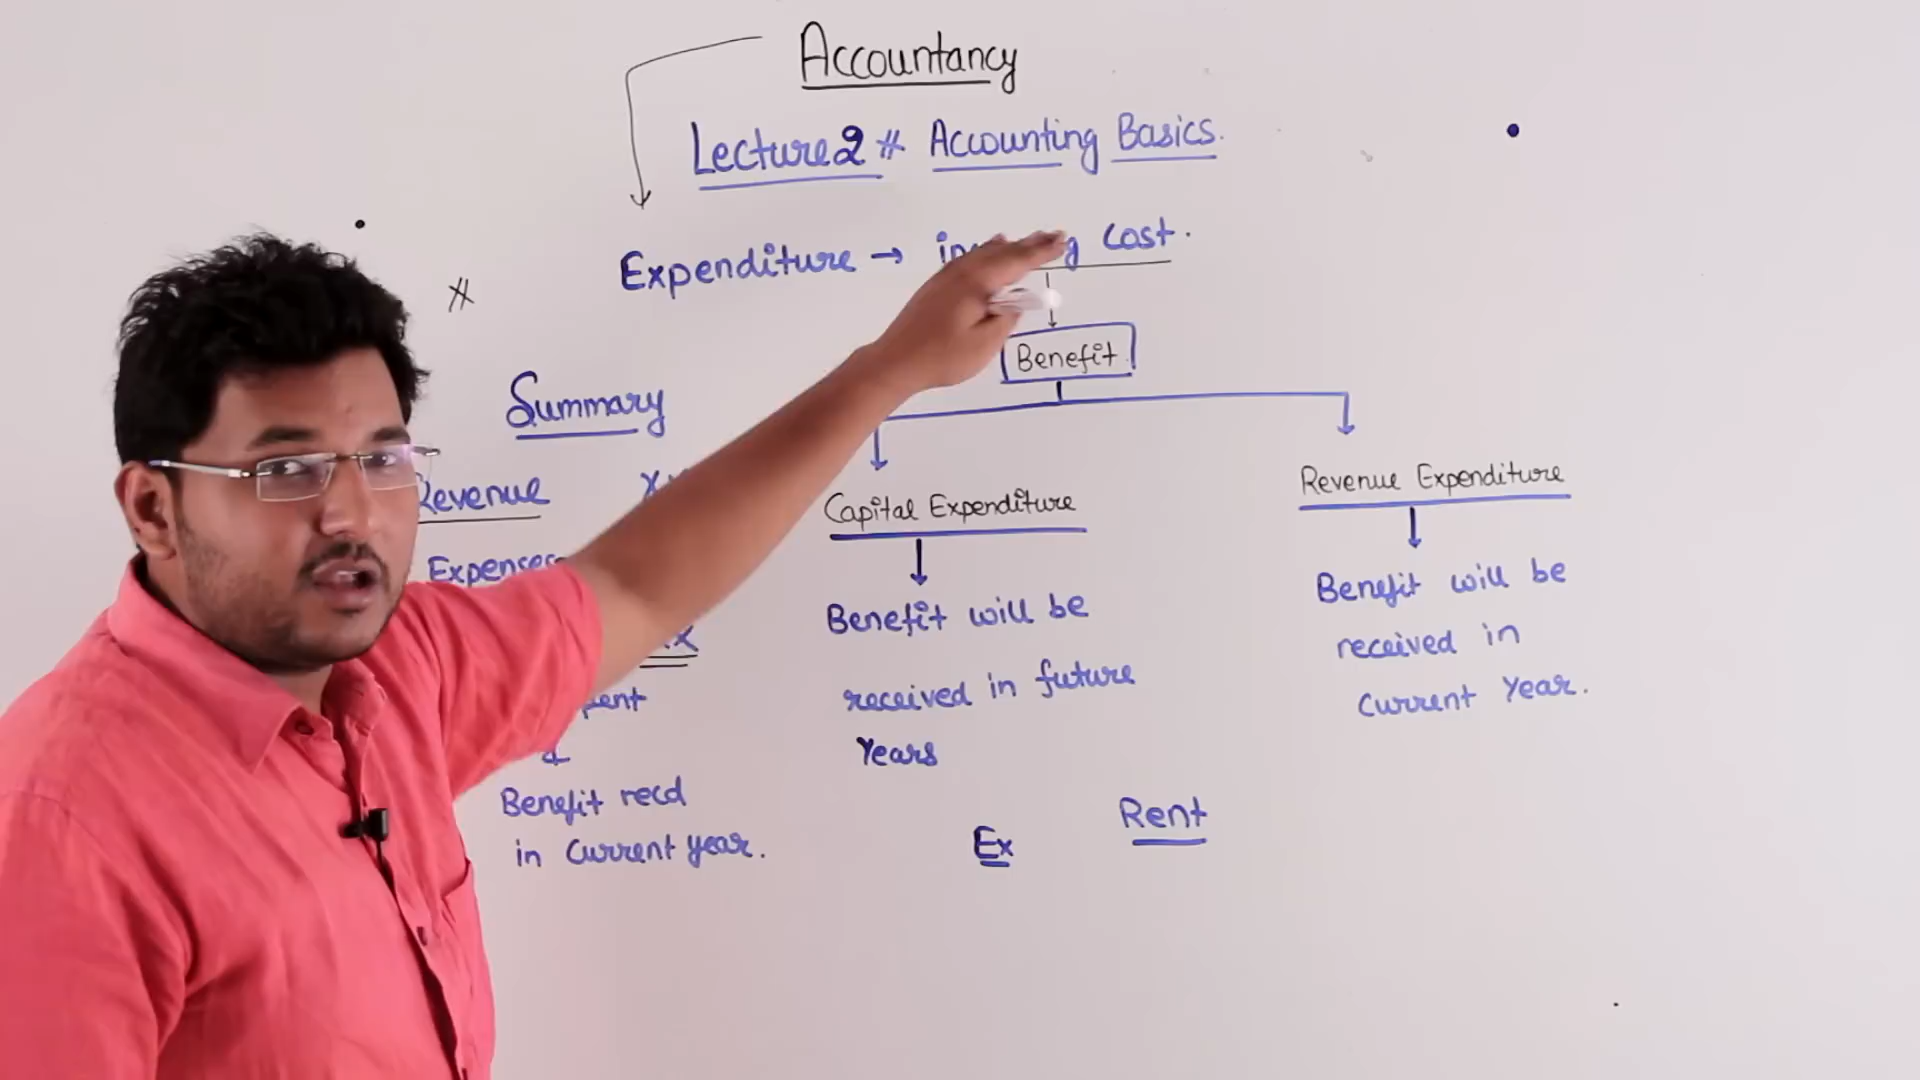 Accountancy
Lecture 2 # Accounting Basics.
Expenditure → Cost.
#
Benefit
Summary
Revenue
Expenses
Benefit recd
in Current year.
Capital Expenditure
Benefit will be
received in future
Years
Revenue Expenditure
Benefit will be
received in
Current Year.
Ex Rent